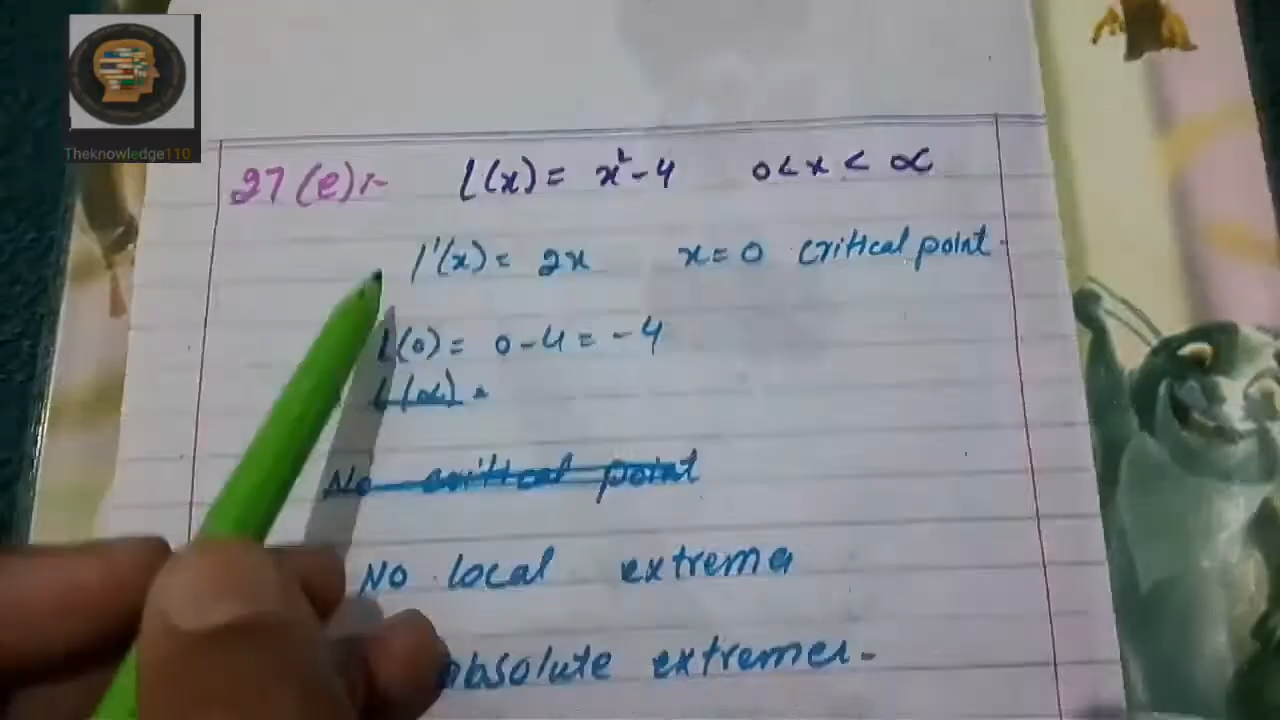 Theknowledge110
27 (e) :- f(x) = x² - 4 0 < x < ∝
f'(x) = 2x x = 0 critical point.
f(0) = 0 - 4 = -4
f(∝) =
No critical point
No local extrema
absolute extremer.